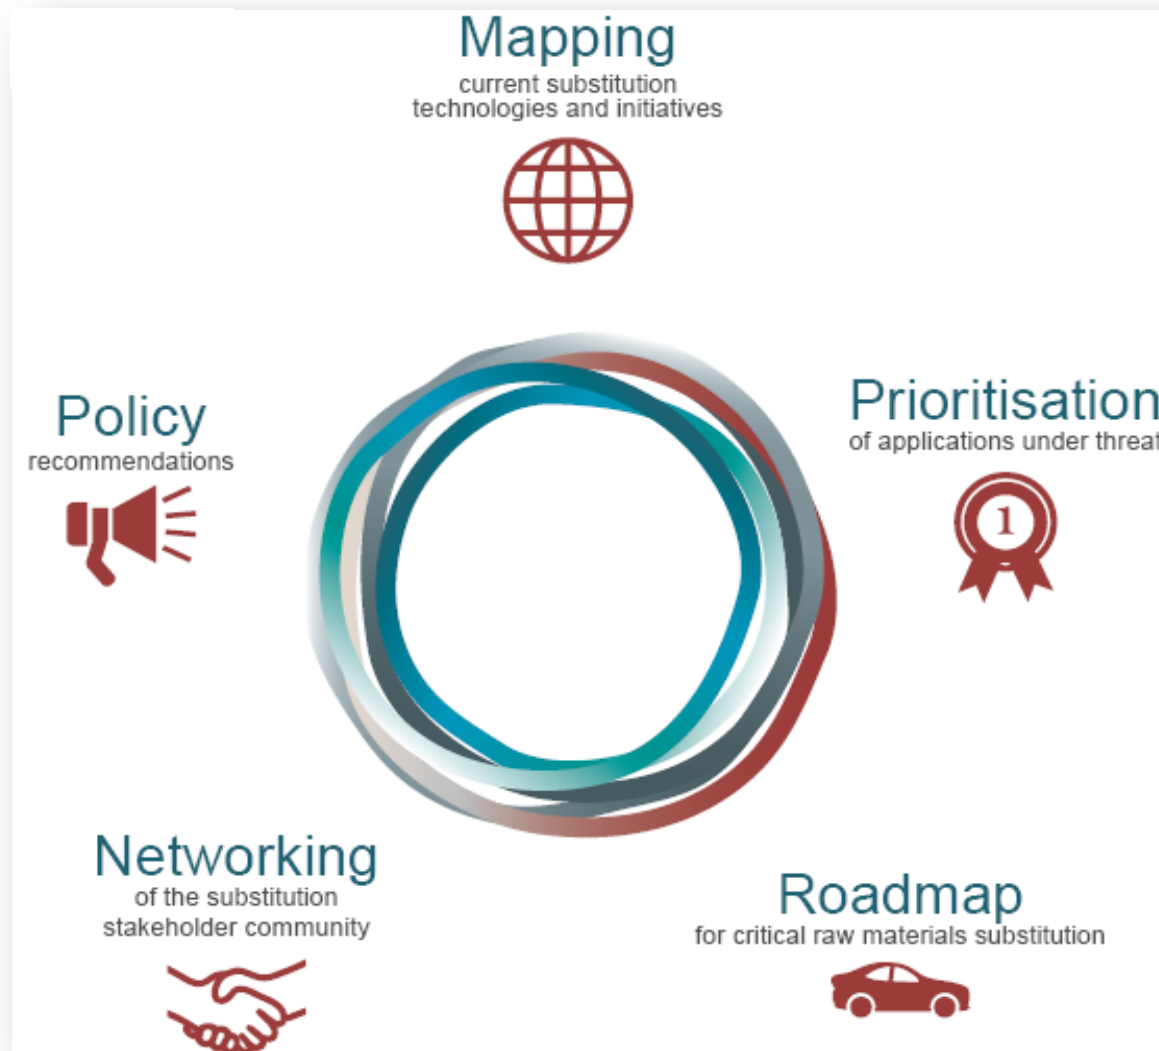 Mapping
current substitution
technologies and initiatives
Policy
recommendations
Prioritisation
of applications under threat
1
Networking
of the substitution
stakeholder community
Roadmap
for critical raw materials substitution